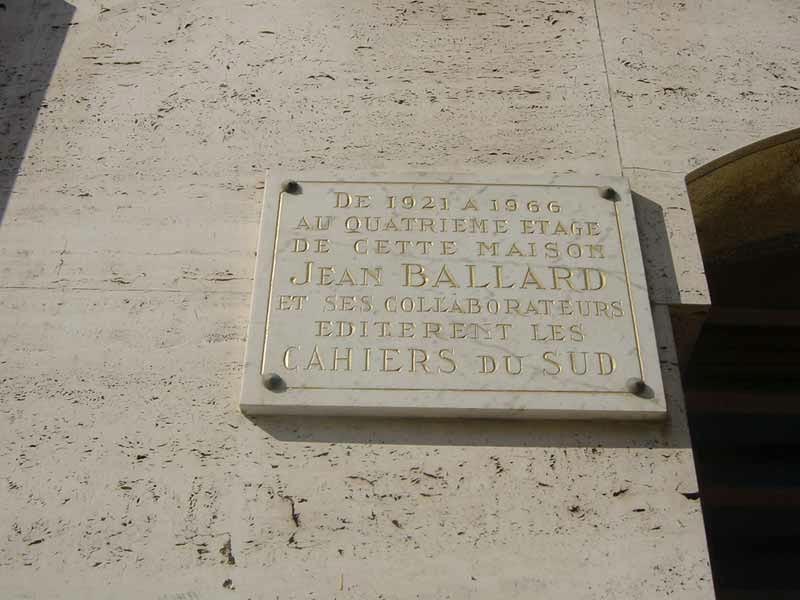 DE 1921 A 1966
AU QUATRIEME ETAGE
DE CETTE MAISON
JEAN BALLARD
ET SES COLLABORATEURS
EDITERENT LES
CAHIERS DU SUD